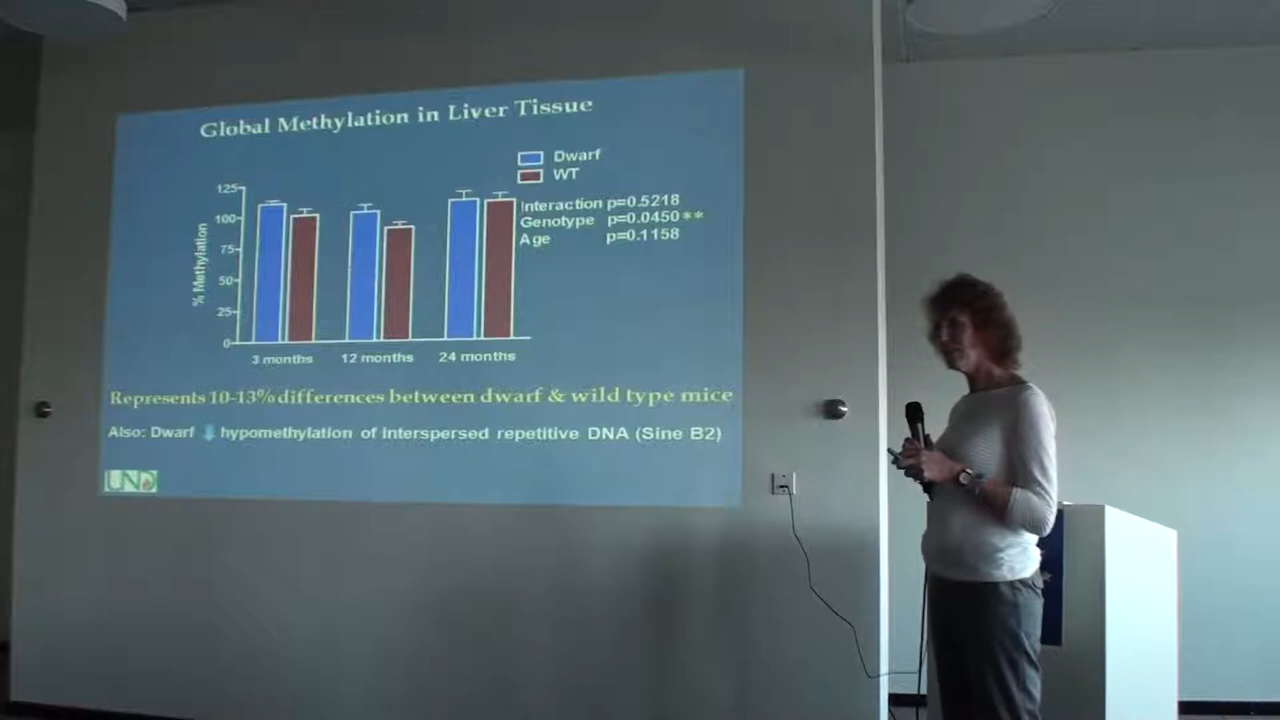 Global Methylation in Liver Tissue
Dwarf
WT
Interaction p=0.5218
Genotype p=0.0450**
Age p=0.1158
% Methylation
125
100
75
50
25
0
3 months 12 months 24 months
Represents 10-13% differences between dwarf & wild type mice
Also: Dwarf hypomethylation of Interspersed repetitive DNA (Sine B2)
UND